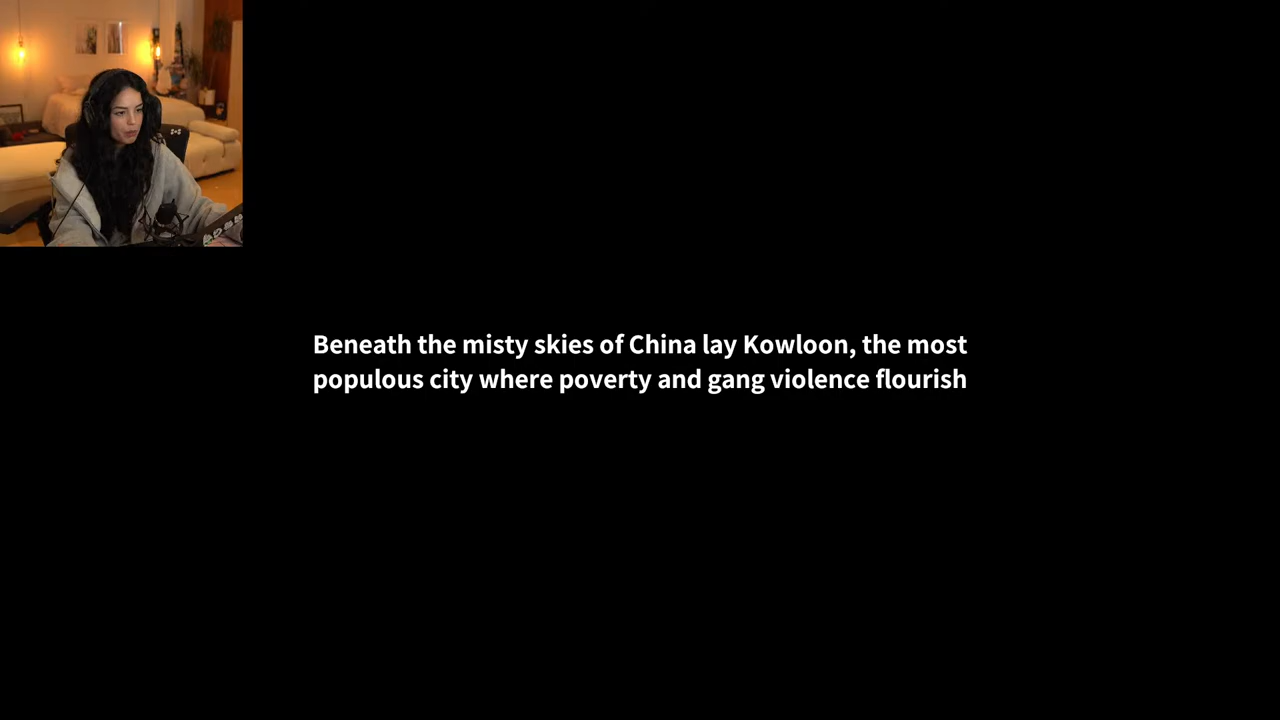 Beneath the misty skies of China lay Kowloon, the most
populous city where poverty and gang violence flourish